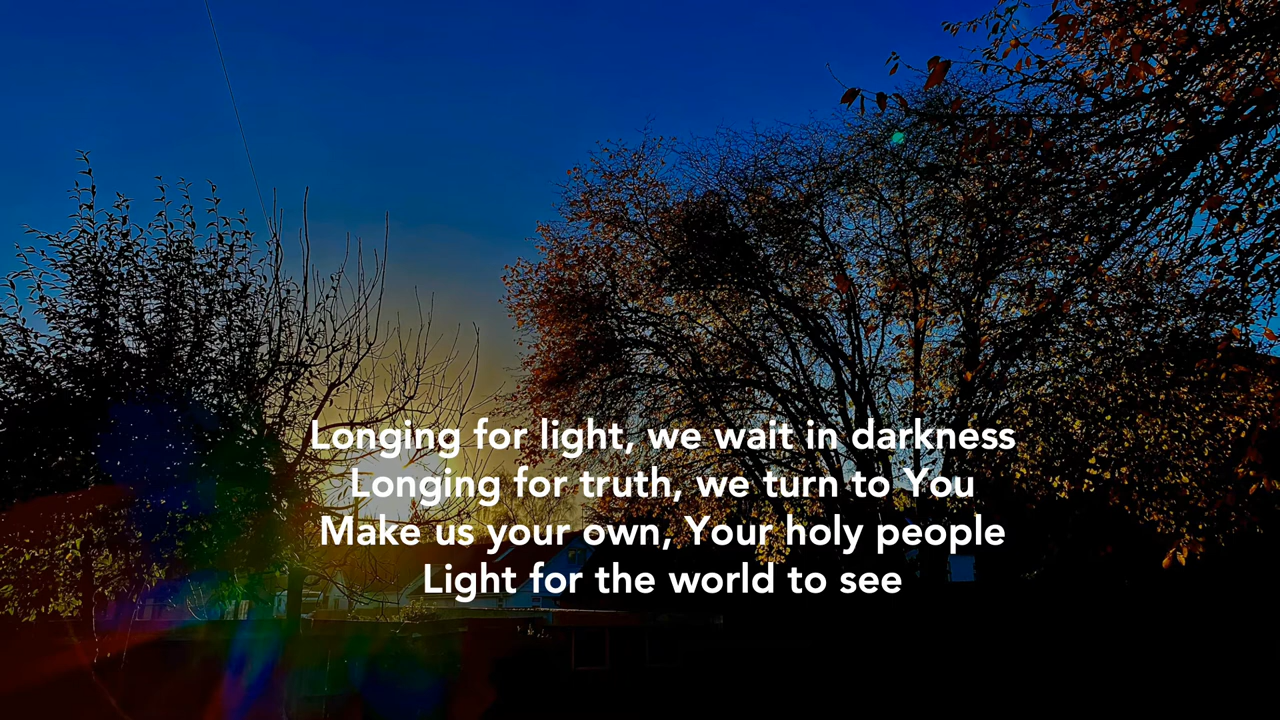 Longing for light, we wait in darkness
Longing for truth, we turn to You
Make us your own, Your holy people
Light for the world to see